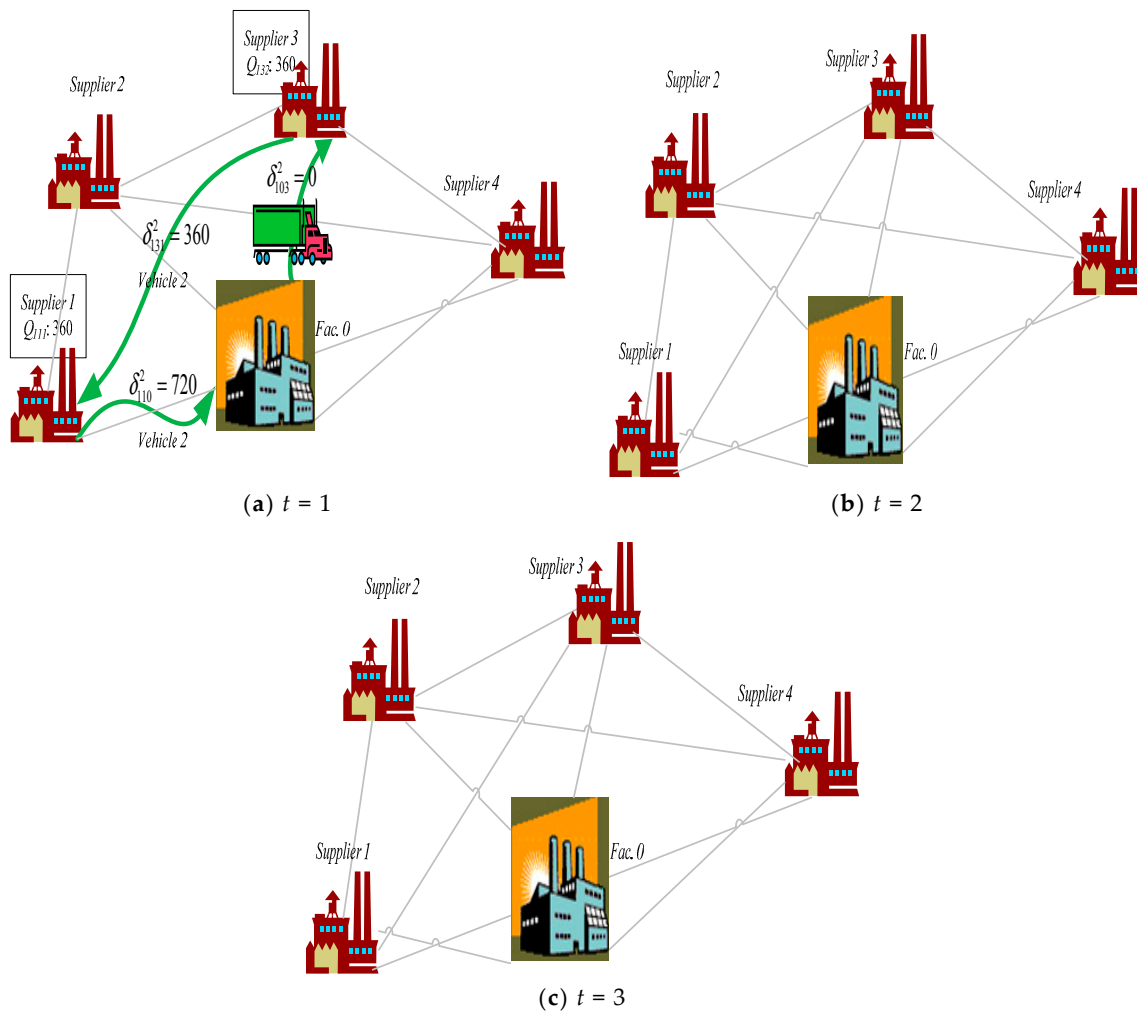 Supplier 3
Q₁₃₂: 360
Supplier 2
δ²₁₀₃ = 0
Supplier 4
δ²₁₃₁ = 360
Vehicle 2
Supplier 1
Q₁₁₁: 360
Fac. 0
δ²₁₁₀ = 720
Vehicle 2
(a) t = 1
Supplier 3
Supplier 2
Supplier 4
Supplier 1
Fac. 0
(b) t = 2
Supplier 3
Supplier 2
Supplier 4
Supplier 1
Fac. 0
(c) t = 3